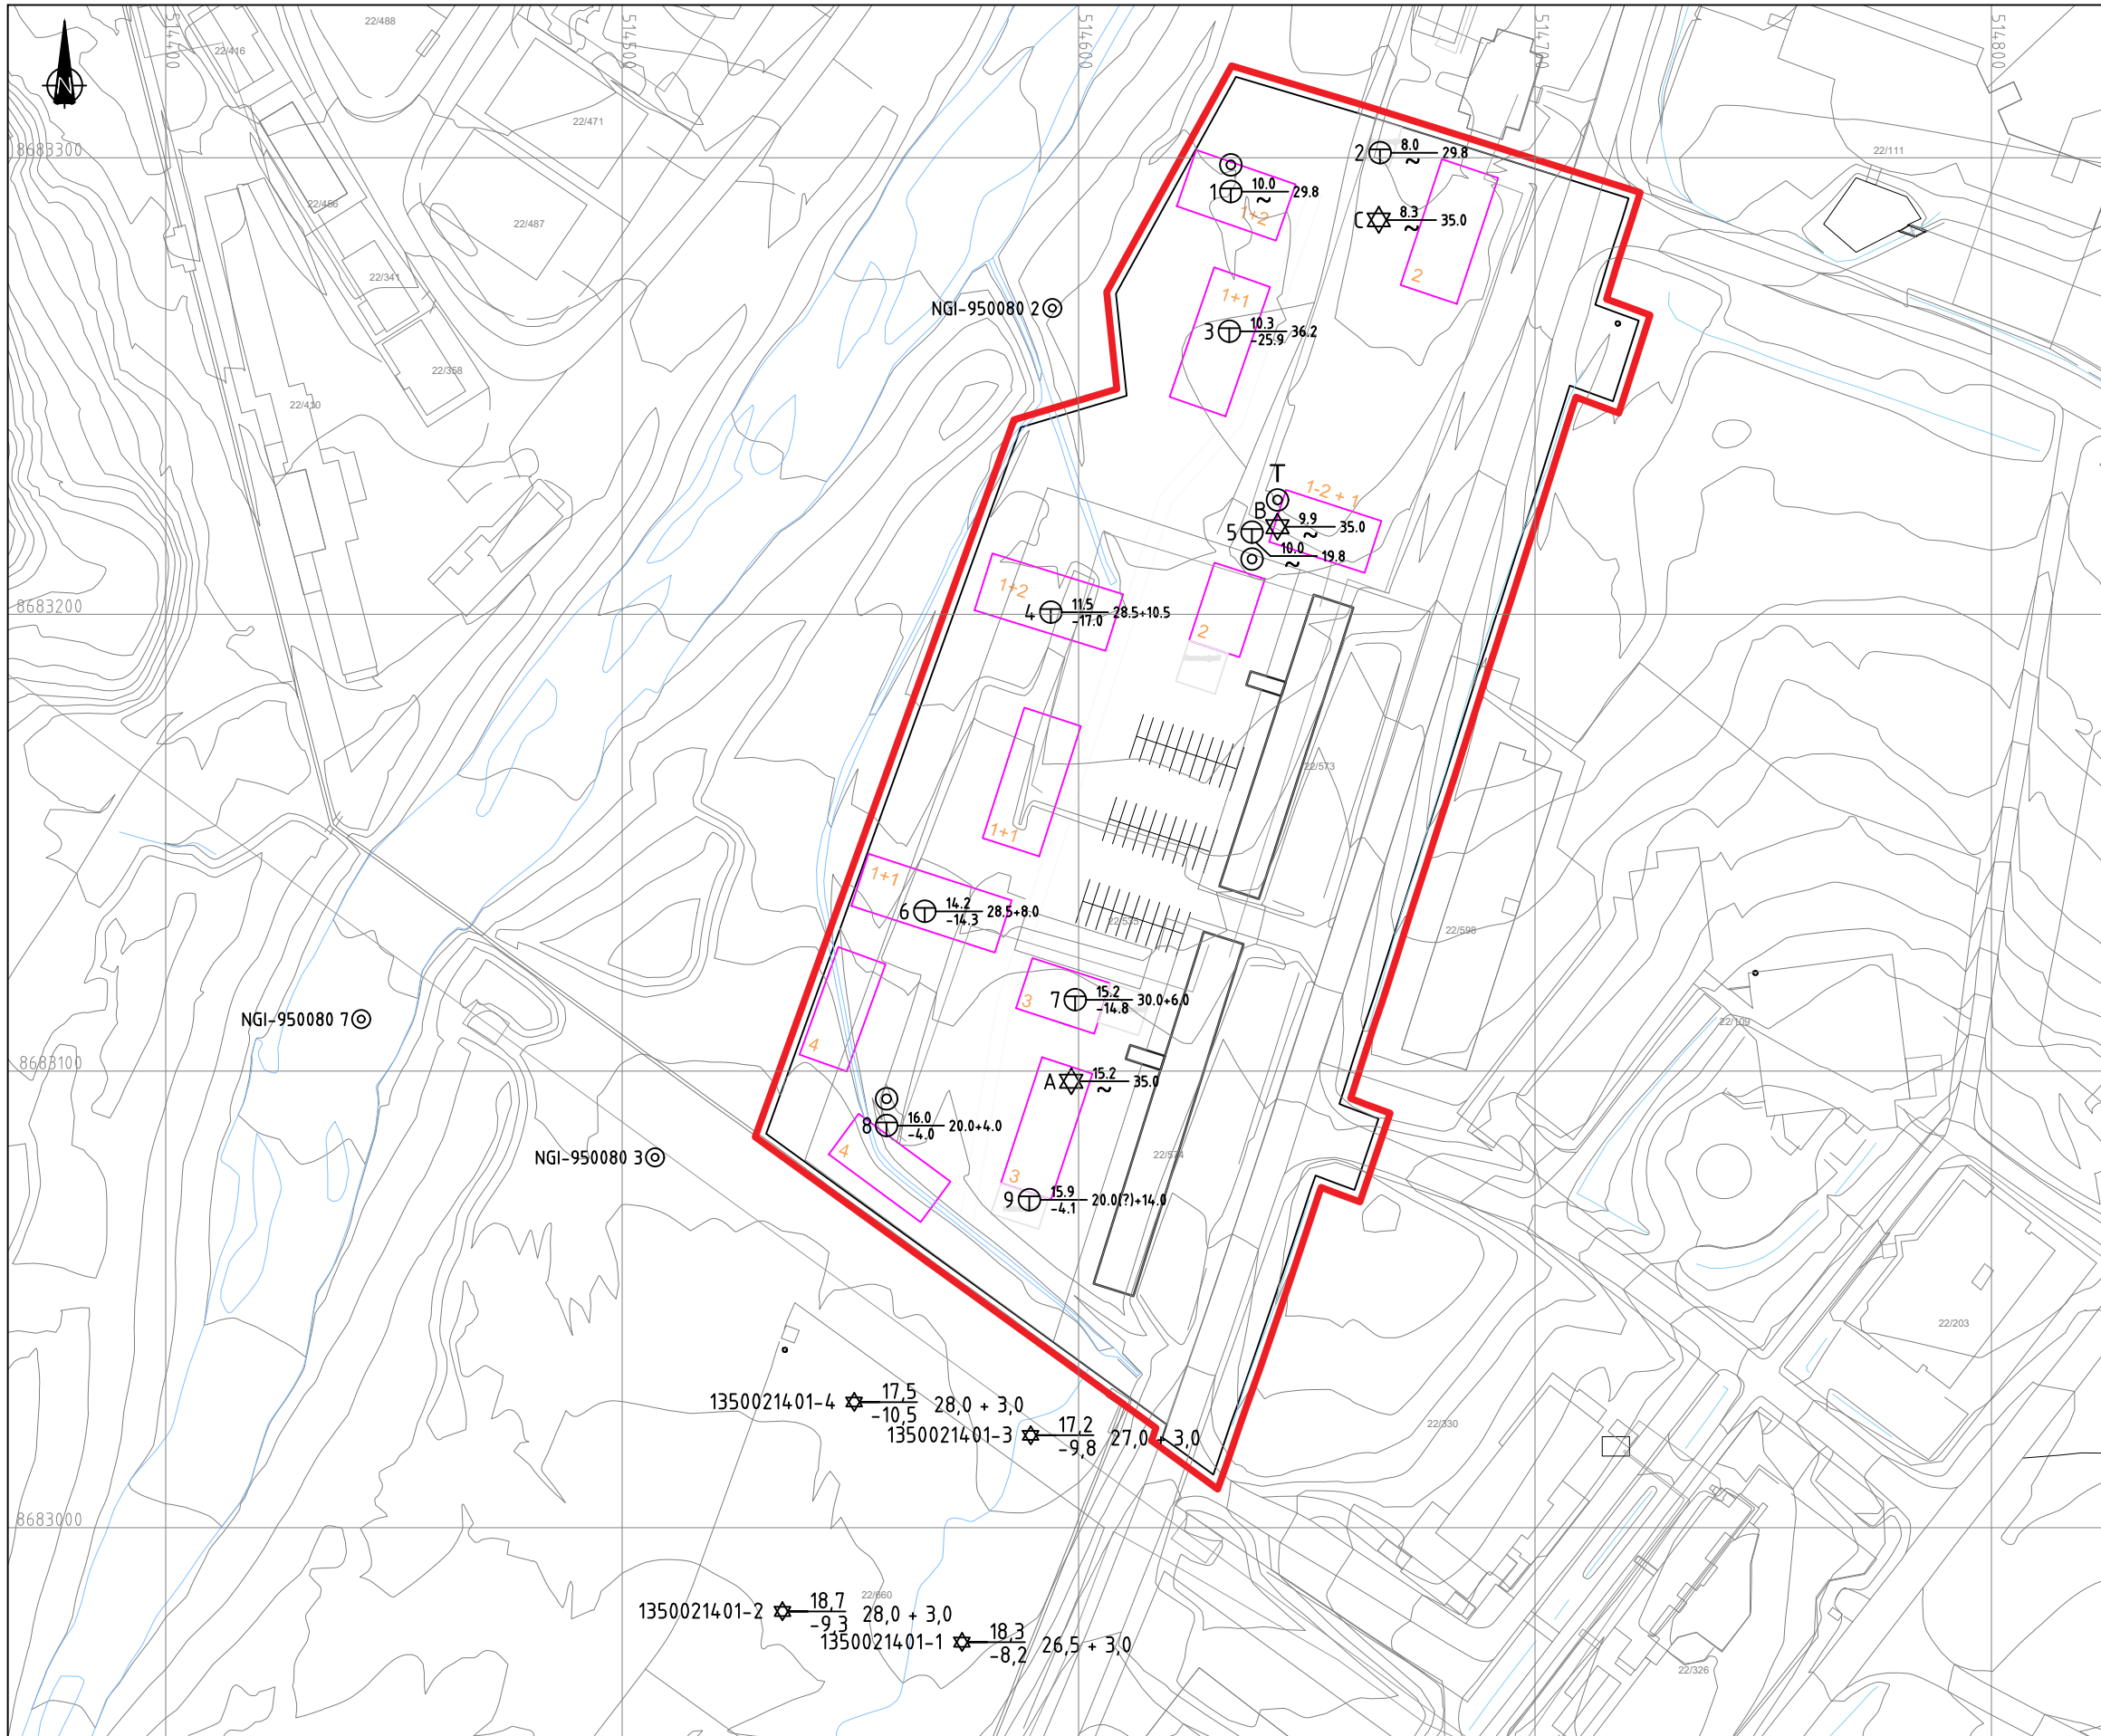 514400
514500
514600
514700
514800
N
22/488
22/416
22/471
22/111
8683300
2 8.0 ~ 29.8
1 10.0 ~ 29.8
1+2
22/456
22/487
C 8.3 ~ 35.0
2
22/341
NGI-950080 2
1+1
3 10.3 -25.9 36.2
22/358
22/410
T
1-2 + 1
B 9.9 ~ 35.0
5 10.0 ~ 19.8
1+2
4 11.5 -17.0 28.5+10.5
8683200
2
22/573
1+1
1+1
6 14.2 -14.3 28.5+8.0
22/598
3
7 15.2 -14.8 30.0+6.0
NGI-950080 7
22/109
4
8683100
A 15.2 ~ 35.0
8 16.0 -4.0 20.0+4.0
4
22/574
NGI-950080 3
3
9 15.9 -4.1 20.0(?)+14.0
22/203
1350021401-4 17,5 -10,5 28,0 + 3,0
1350021401-3 17,2 -9,8 27,0 + 3,0
22/330
8683000
22/660
1350021401-2 18,7 -9,3 28,0 + 3,0
1350021401-1 18,3 -8,2 26,5 + 3,0
22/326